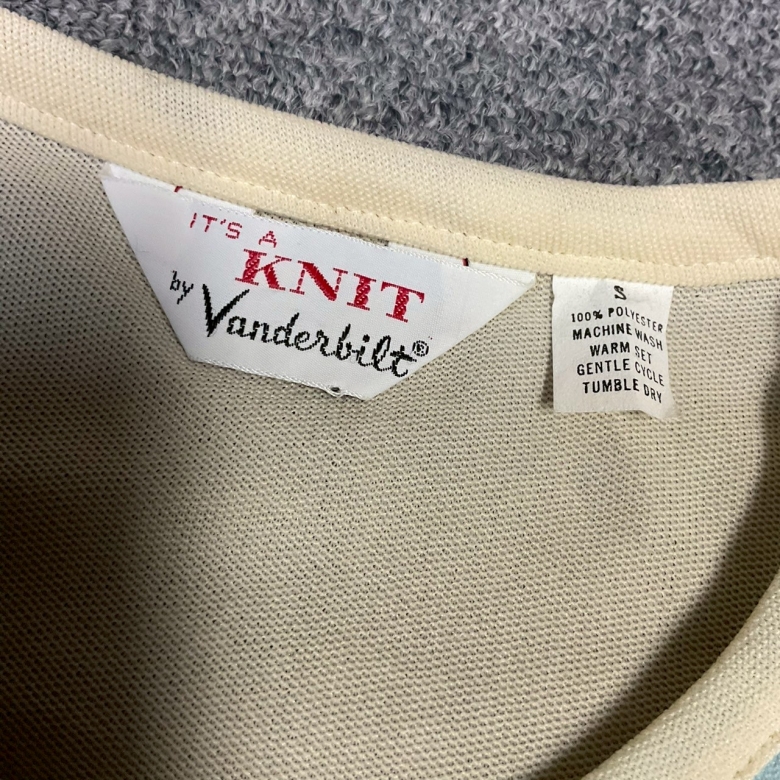 IT'S A
KNIT
by Vanderbilt®
S
100% POLYESTER
MACHINE WASH
WARM SET
GENTLE CYCLE
TUMBLE DRY